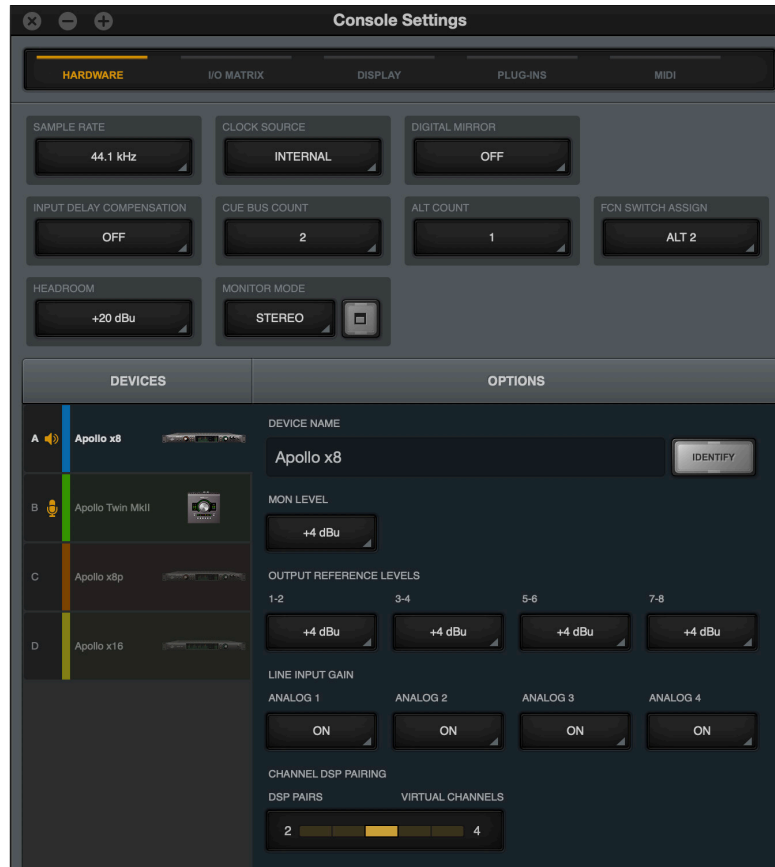 Console Settings
HARDWARE I/O MATRIX DISPLAY PLUG-INS MIDI
SAMPLE RATE CLOCK SOURCE DIGITAL MIRROR
44.1 kHz INTERNAL OFF
INPUT DELAY COMPENSATION CUE BUS COUNT ALT COUNT FCN SWITCH ASSIGN
OFF 2 1 ALT 2
HEADROOM MONITOR MODE
+20 dBu STEREO
DEVICES OPTIONS
A Apollo x8
B Apollo Twin MkII
C Apollo x8p
D Apollo x16
DEVICE NAME
Apollo x8 IDENTIFY
MON LEVEL
+4 dBu
OUTPUT REFERENCE LEVELS
1-2 3-4 5-6 7-8
+4 dBu +4 dBu +4 dBu +4 dBu
LINE INPUT GAIN
ANALOG 1 ANALOG 2 ANALOG 3 ANALOG 4
ON ON ON ON
CHANNEL DSP PAIRING
DSP PAIRS VIRTUAL CHANNELS
2 4